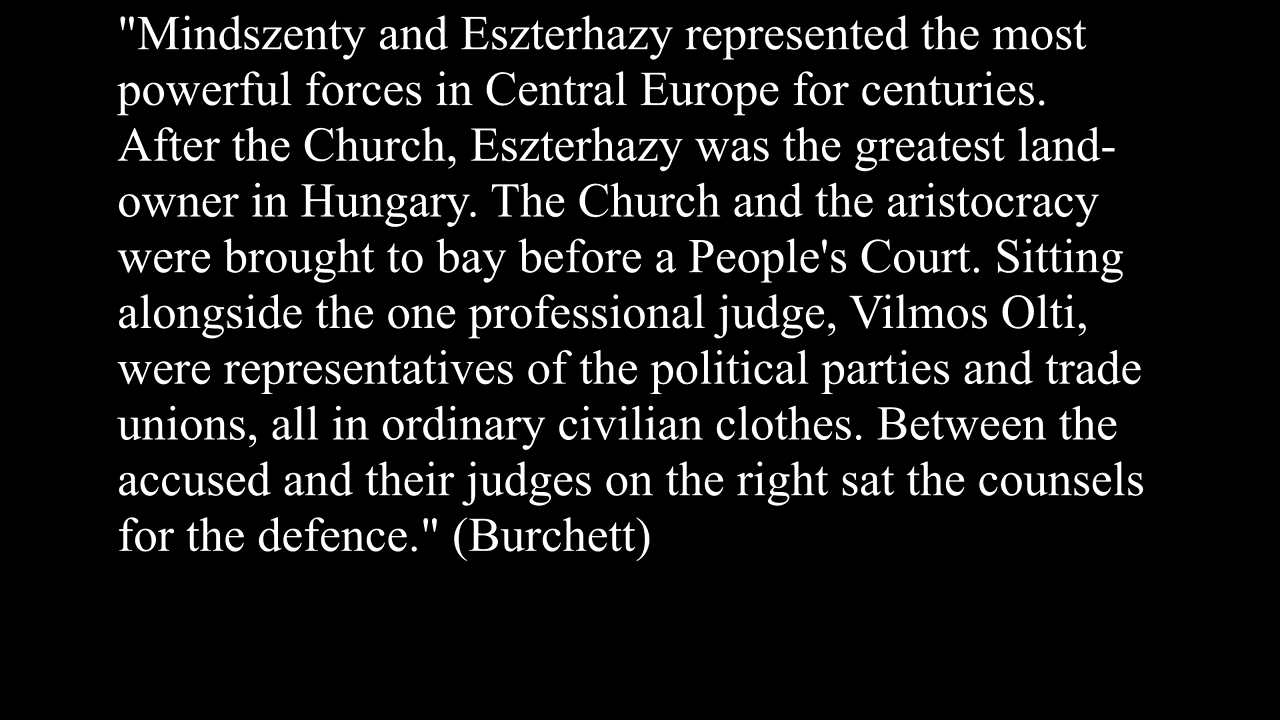 "Mindszenty and Eszterhazy represented the most
powerful forces in Central Europe for centuries.
After the Church, Eszterhazy was the greatest land-
owner in Hungary. The Church and the aristocracy
were brought to bay before a People's Court. Sitting
alongside the one professional judge, Vilmos Olti,
were representatives of the political parties and trade
unions, all in ordinary civilian clothes. Between the
accused and their judges on the right sat the counsels
for the defence." (Burchett)